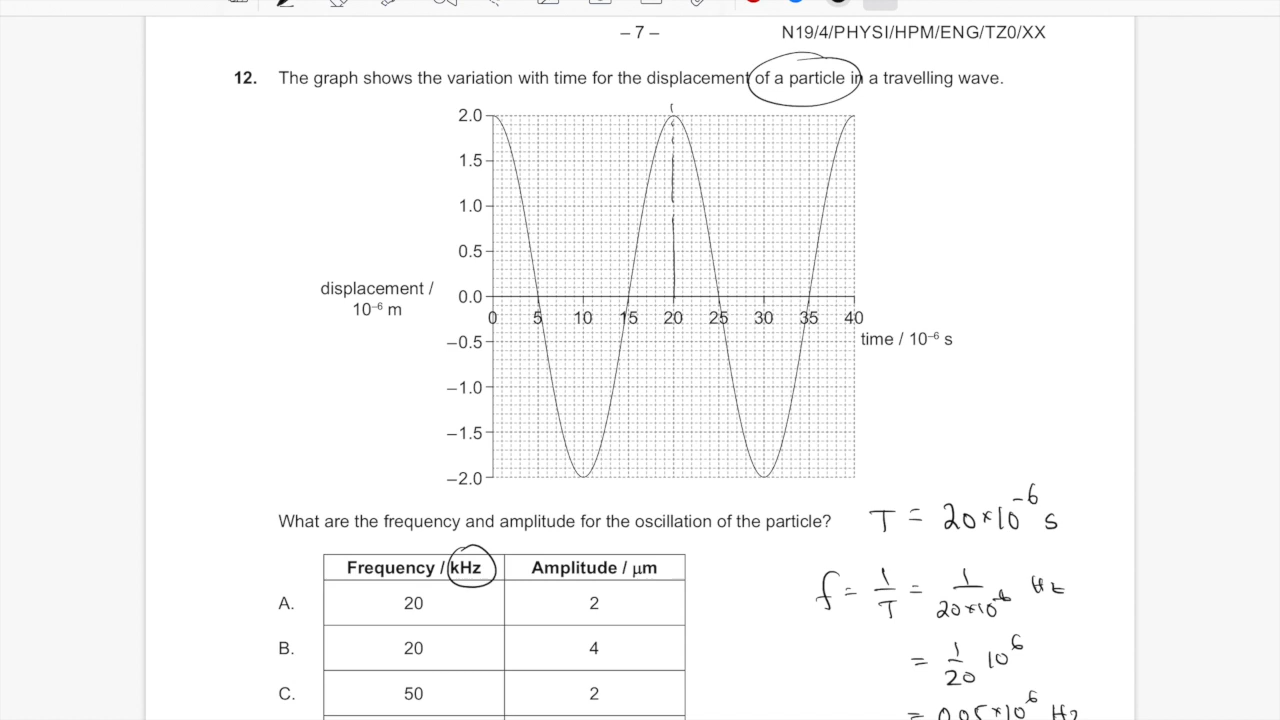 – 7 –
N19/4/PHYSI/HPM/ENG/TZ0/XX
12. The graph shows the variation with time for the displacement of a particle in a travelling wave.
2.0
1.5
1.0
0.5
0.0
–0.5
–1.0
–1.5
–2.0
displacement /
10⁻⁶ m
0 5 10 15 20 25 30 35 40
time / 10⁻⁶ s
What are the frequency and amplitude for the oscillation of the particle?
Frequency / kHz Amplitude / μm
A. 20 2
B. 20 4
C. 50 2
T = 20×10⁻⁶ s
f = 1/T = 1/20×10⁻⁶ Hz
= 1/20 10⁶
= 0.05×10⁶ Hz